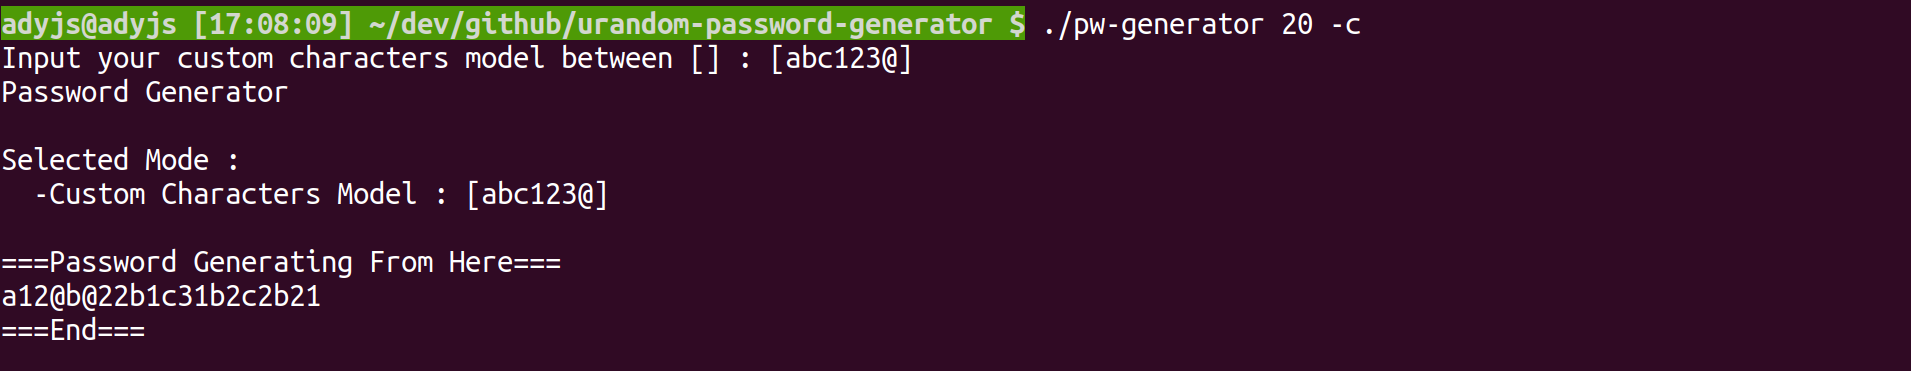 adyjs@adyjs [17:08:09] ~/dev/github/urandom-password-generator $ ./pw-generator 20 -c
Input your custom characters model between [] : [abc123@]
Password Generator
Selected Mode :
-Custom Characters Model : [abc123@]
===Password Generating From Here===
a12@b@22b1c31b2c2b21
===End===